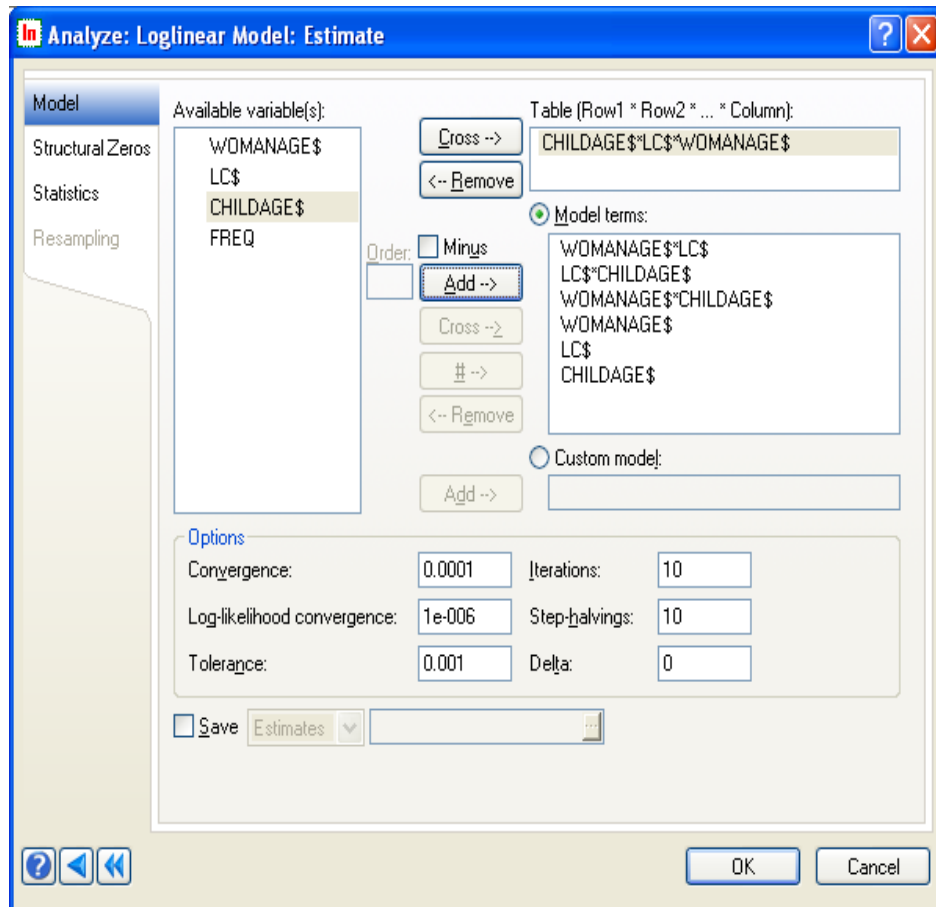 In Analyze: Loglinear Model: Estimate
?
Model
Structural Zeros
Statistics
Resampling
Available variable(s):
WOMANAGE$
LC$
CHILDAGE$
FREQ
Cross -->
<-- Remove
Table (Row1 * Row2 * ... * Column):
CHILDAGE$*LC$*WOMANAGE$
Model terms:
Order:
Minus
Add -->
Cross -->
# -->
<-- Remove
WOMANAGE$*LC$
LC$*CHILDAGE$
WOMANAGE$*CHILDAGE$
WOMANAGE$
LC$
CHILDAGE$
Custom model:
Add -->
Options
Convergence: 0.0001 Iterations: 10
Log-likelihood convergence: 1e-006 Step-halvings: 10
Tolerance: 0.001 Delta: 0
Save Estimates ...
? OK Cancel